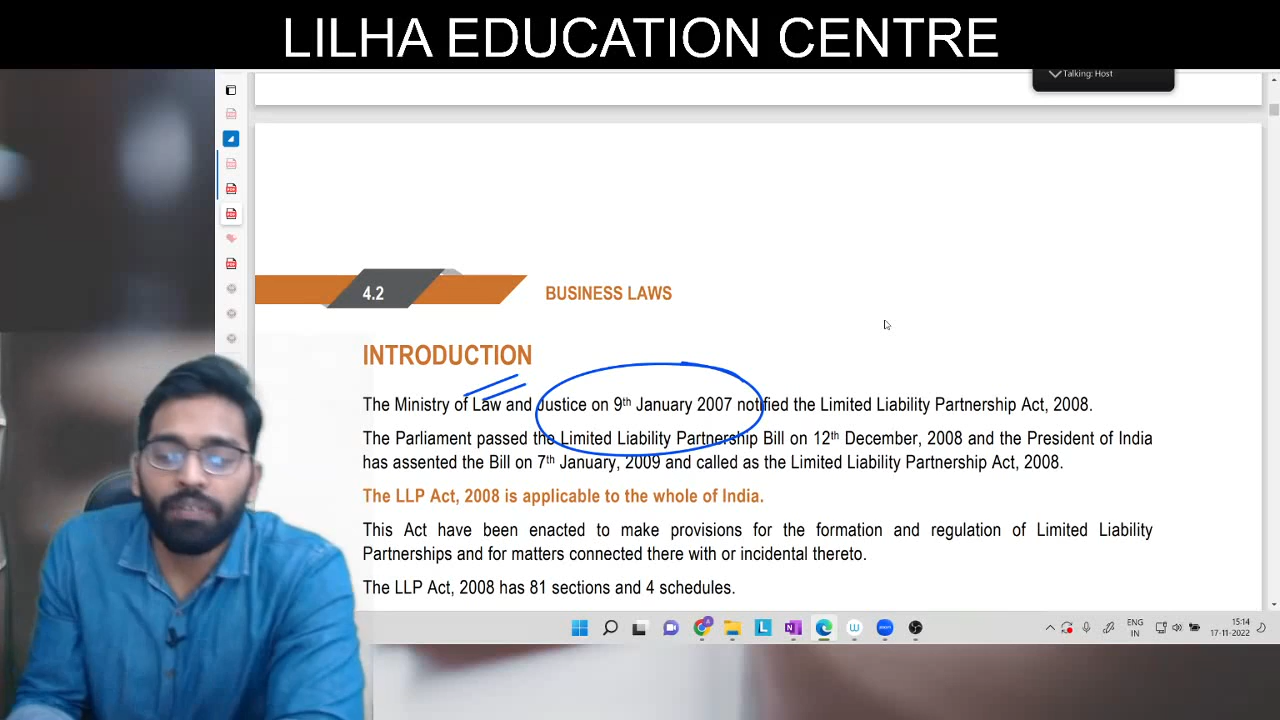 LILHA EDUCATION CENTRE
Talking: Host
4.2
BUSINESS LAWS
INTRODUCTION
The Ministry of Law and Justice on 9th January 2007 notified the Limited Liability Partnership Act, 2008.
The Parliament passed the Limited Liability Partnership Bill on 12th December, 2008 and the President of India
has assented the Bill on 7th January, 2009 and called as the Limited Liability Partnership Act, 2008.
The LLP Act, 2008 is applicable to the whole of India.
This Act have been enacted to make provisions for the formation and regulation of Limited Liability
Partnerships and for matters connected there with or incidental thereto.
The LLP Act, 2008 has 81 sections and 4 schedules.
ENG
IN
15:14
17-11-2022